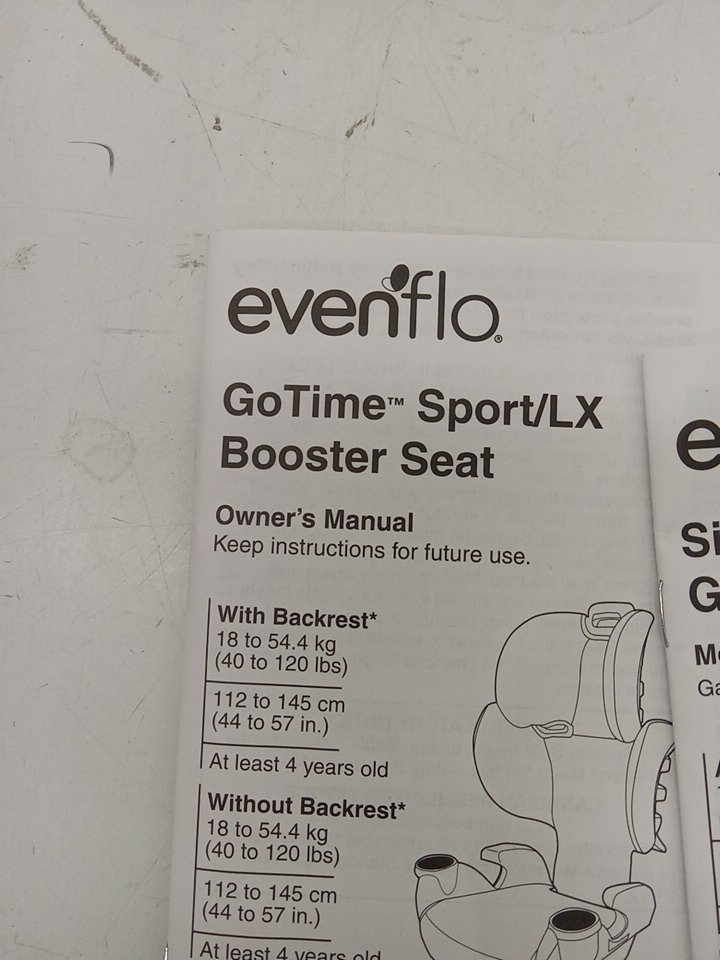 evenflo®
GoTime™ Sport/LX
Booster Seat
Owner's Manual
Keep instructions for future use.
With Backrest*
18 to 54.4 kg
(40 to 120 lbs)
112 to 145 cm
(44 to 57 in.)
At least 4 years old
Without Backrest*
18 to 54.4 kg
(40 to 120 lbs)
112 to 145 cm
(44 to 57 in.)
At least 4 years old
e
Si
G
M
Ga